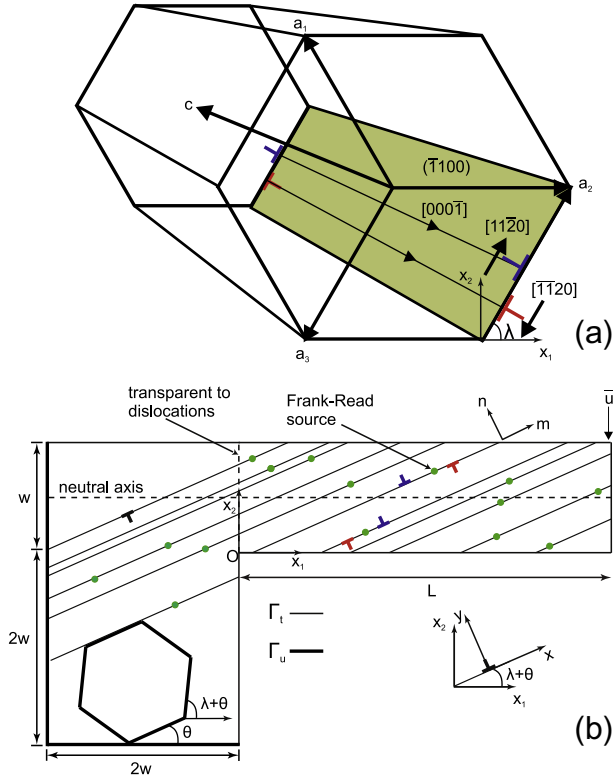 a₁
c
(1̅100)
a₂
[0001̅]
[112̅0]
x₂
[1̅1̅20]
λ
x₁
a₃
(a)
transparent to
dislocations
Frank-Read
source
n
m
u̅
w
neutral axis
x₂
O
x₁
L
Γₜ
2w
Γᵤ
y
x₂
x
λ+θ
λ+θ
x₁
θ
(b)
2w